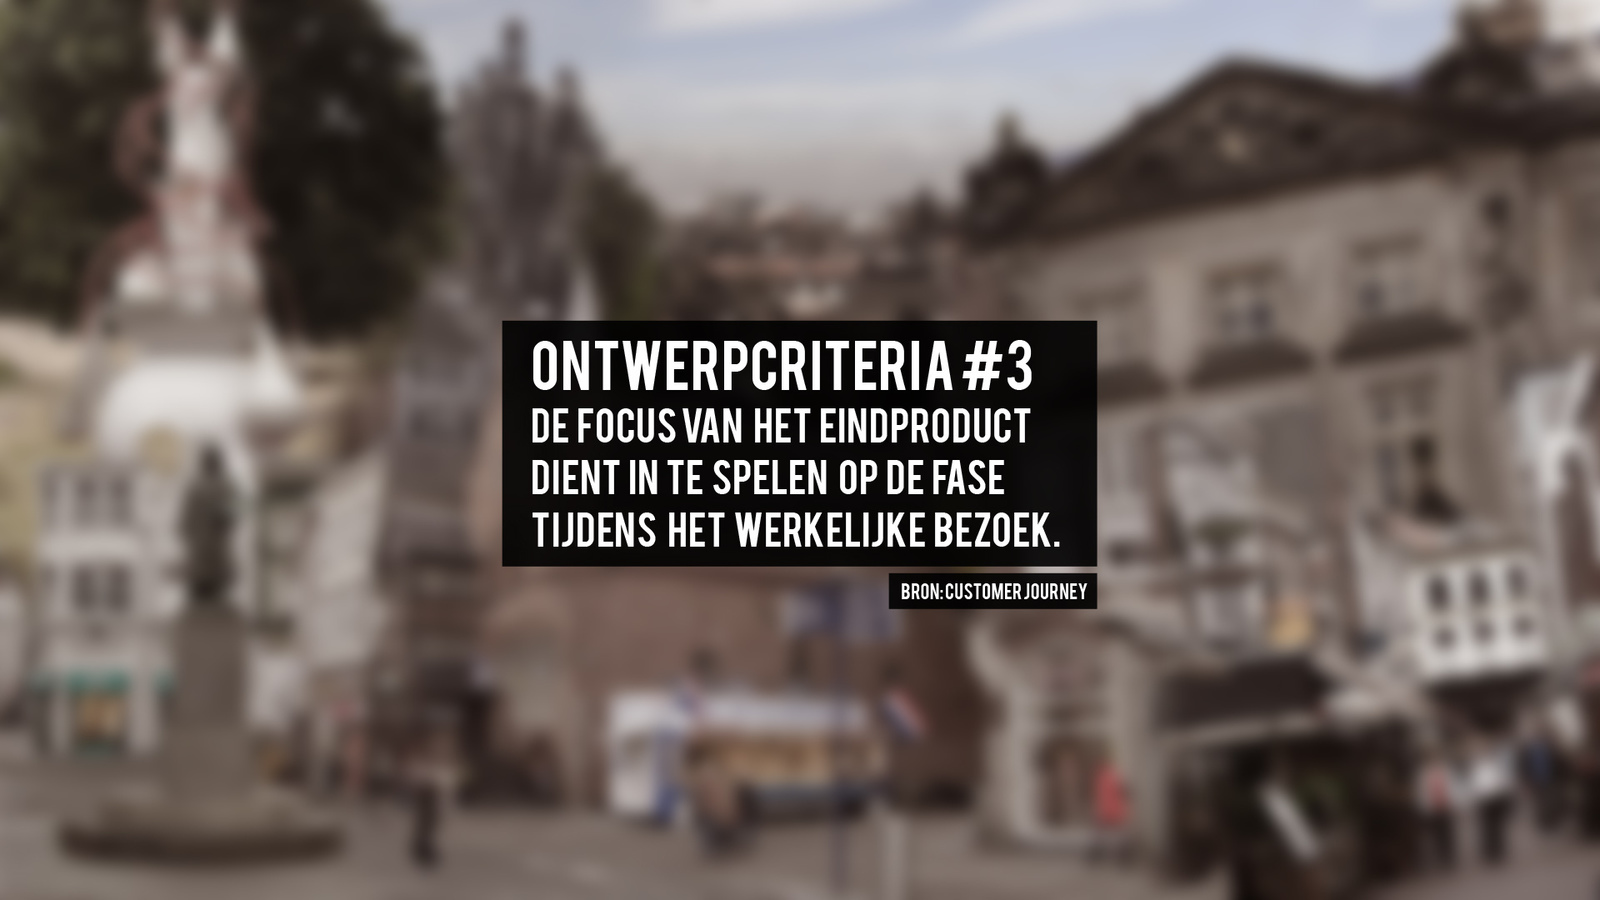 ONTWERPCRITERIA #3
DE FOCUS VAN HET EINDPRODUCT
DIENT IN TE SPELEN OP DE FASE
TIJDENS HET WERKELIJKE BEZOEK.
BRON: CUSTOMER JOURNEY